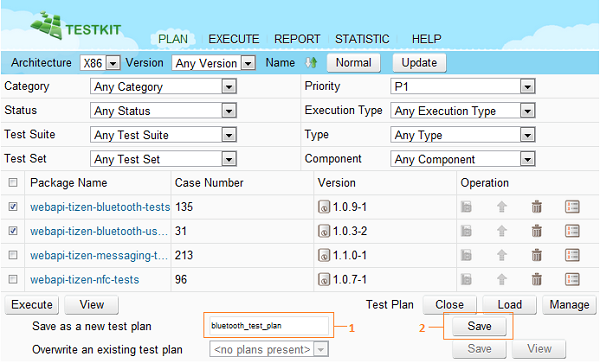 TESTKIT
PLAN EXECUTE REPORT STATISTIC HELP
Architecture X86 Version Any Version Name Normal Update
Category Any Category Priority P1
Status Any Status Execution Type Any Execution Type
Test Suite Any Test Suite Type Any Type
Test Set Any Test Set Component Any Component
Package Name Case Number Version Operation
webapi-tizen-bluetooth-tests 135 1.0.9-1
webapi-tizen-bluetooth-us... 31 1.0.3-2
webapi-tizen-messaging-t... 213 1.1.0-1
webapi-tizen-nfc-tests 96 1.0.7-1
Execute View Test Plan Close Load Manage
Save as a new test plan bluetooth_test_plan 1 2 Save
Overwrite an existing test plan <no plans present> Save View